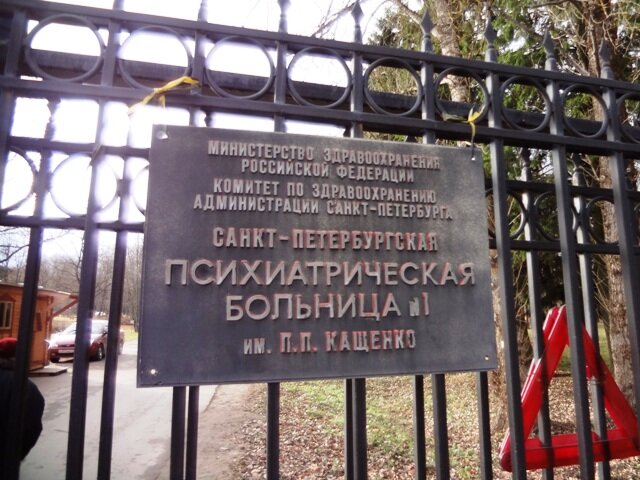 МИНИСТЕРСТВО ЗДРАВООХРАНЕНИЯ
РОССИЙСКОЙ ФЕДЕРАЦИИ
КОМИТЕТ ПО ЗДРАВООХРАНЕНИЮ
АДМИНИСТРАЦИИ САНКТ-ПЕТЕРБУРГА
САНКТ-ПЕТЕРБУРГСКАЯ
ПСИХИАТРИЧЕСКАЯ
БОЛЬНИЦА №1
ИМ. П.П. КАЩЕНКО